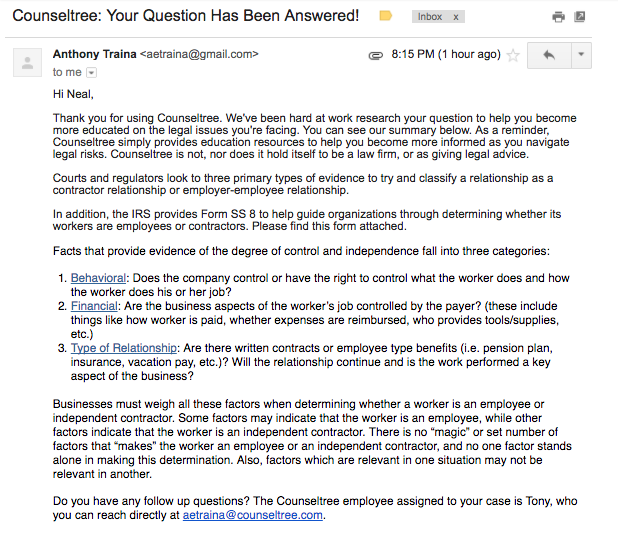 Counseltree: Your Question Has Been Answered!
Inbox x
Anthony Traina <aetraina@gmail.com>
8:15 PM (1 hour ago)
to me
Hi Neal,
Thank you for using Counseltree. We've been hard at work research your question to help you become
more educated on the legal issues you're facing. You can see our summary below. As a reminder,
Counseltree simply provides education resources to help you become more informed as you navigate
legal risks. Counseltree is not, nor does it hold itself to be a law firm, or as giving legal advice.
Courts and regulators look to three primary types of evidence to try and classify a relationship as a
contractor relationship or employer-employee relationship.
In addition, the IRS provides Form SS 8 to help guide organizations through determining whether its
workers are employees or contractors. Please find this form attached.
Facts that provide evidence of the degree of control and independence fall into three categories:
1. Behavioral: Does the company control or have the right to control what the worker does and how
the worker does his or her job?
2. Financial: Are the business aspects of the worker's job controlled by the payer? (these include
things like how worker is paid, whether expenses are reimbursed, who provides tools/supplies,
etc.)
3. Type of Relationship: Are there written contracts or employee type benefits (i.e. pension plan,
insurance, vacation pay, etc.)? Will the relationship continue and is the work performed a key
aspect of the business?
Businesses must weigh all these factors when determining whether a worker is an employee or
independent contractor. Some factors may indicate that the worker is an employee, while other
factors indicate that the worker is an independent contractor. There is no “magic” or set number of
factors that “makes” the worker an employee or an independent contractor, and no one factor stands
alone in making this determination. Also, factors which are relevant in one situation may not be
relevant in another.
Do you have any follow up questions? The Counseltree employee assigned to your case is Tony, who
you can reach directly at aetraina@counseltree.com.